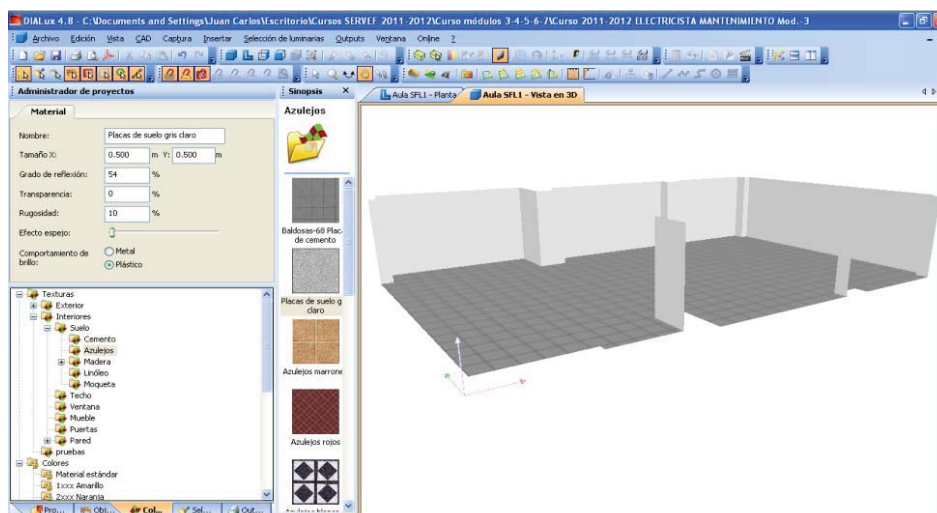 DIALux 4.8 - C:\Documents and Settings\Juan Carlos\Escritorio\Cursos SERVEF 2011-2012\Curso módulos 3-4-5-6-7\Curso 2011-2012 ELECTRICISTA MANTENIMIENTO Mod.-3
Archivo Edición Vista CAD Captura Insertar Selección de luminarias Outputs Ventana Online ?
Administrador de proyectos
Material
Nombre: Placas de suelo gris claro
Tamaño X: 0.500 m Y: 0.500 m
Grado de reflexión: 54 %
Transparencia: 0 %
Rugosidad: 10 %
Efecto espejo:
Comportamiento de brillo: Metal
Plástico
Texturas
Exterior
Interiores
Suelo
Cemento
Azulejos
Madera
Linóleo
Moqueta
Techo
Ventana
Mueble
Puertas
Pared
pruebas
Colores
Material estándar
1xxx Amarillo
2xxx Naranja
Pro... Obj... Col... Sel... Out...
Sinopsis X
Azulejos
Baldosas-68 Plac
de cemento
Placas de suelo g
claro
Azulejos marrone
Azulejos rojos
Aula SFL1 - Planta Aula SFL1 - Vista en 3D